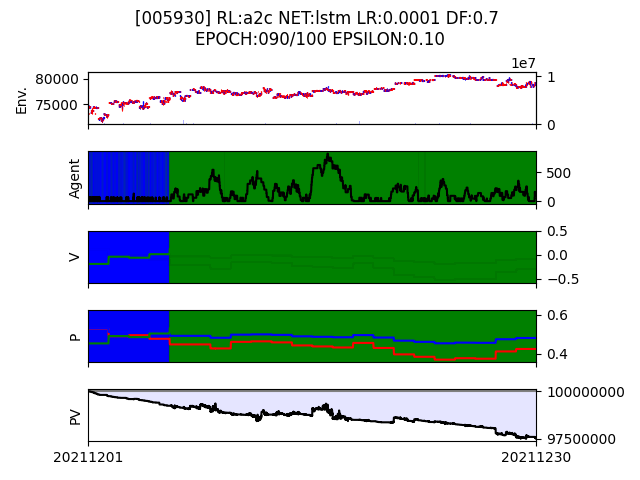 [005930] RL:a2c NET:lstm LR:0.0001 DF:0.7
EPOCH:090/100 EPSILON:0.10
1e7
Env.
80000
75000
1
0
Agent
500
0
V
0.5
0.0
−0.5
P
0.6
0.4
PV
100000000
97500000
20211201
20211230